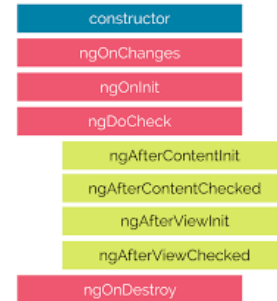 constructor
ngOnChanges
ngOnInit
ngDoCheck
ngAfterContentInit
ngAfterContentChecked
ngAfterViewInit
ngAfterViewChecked
ngOnDestroy